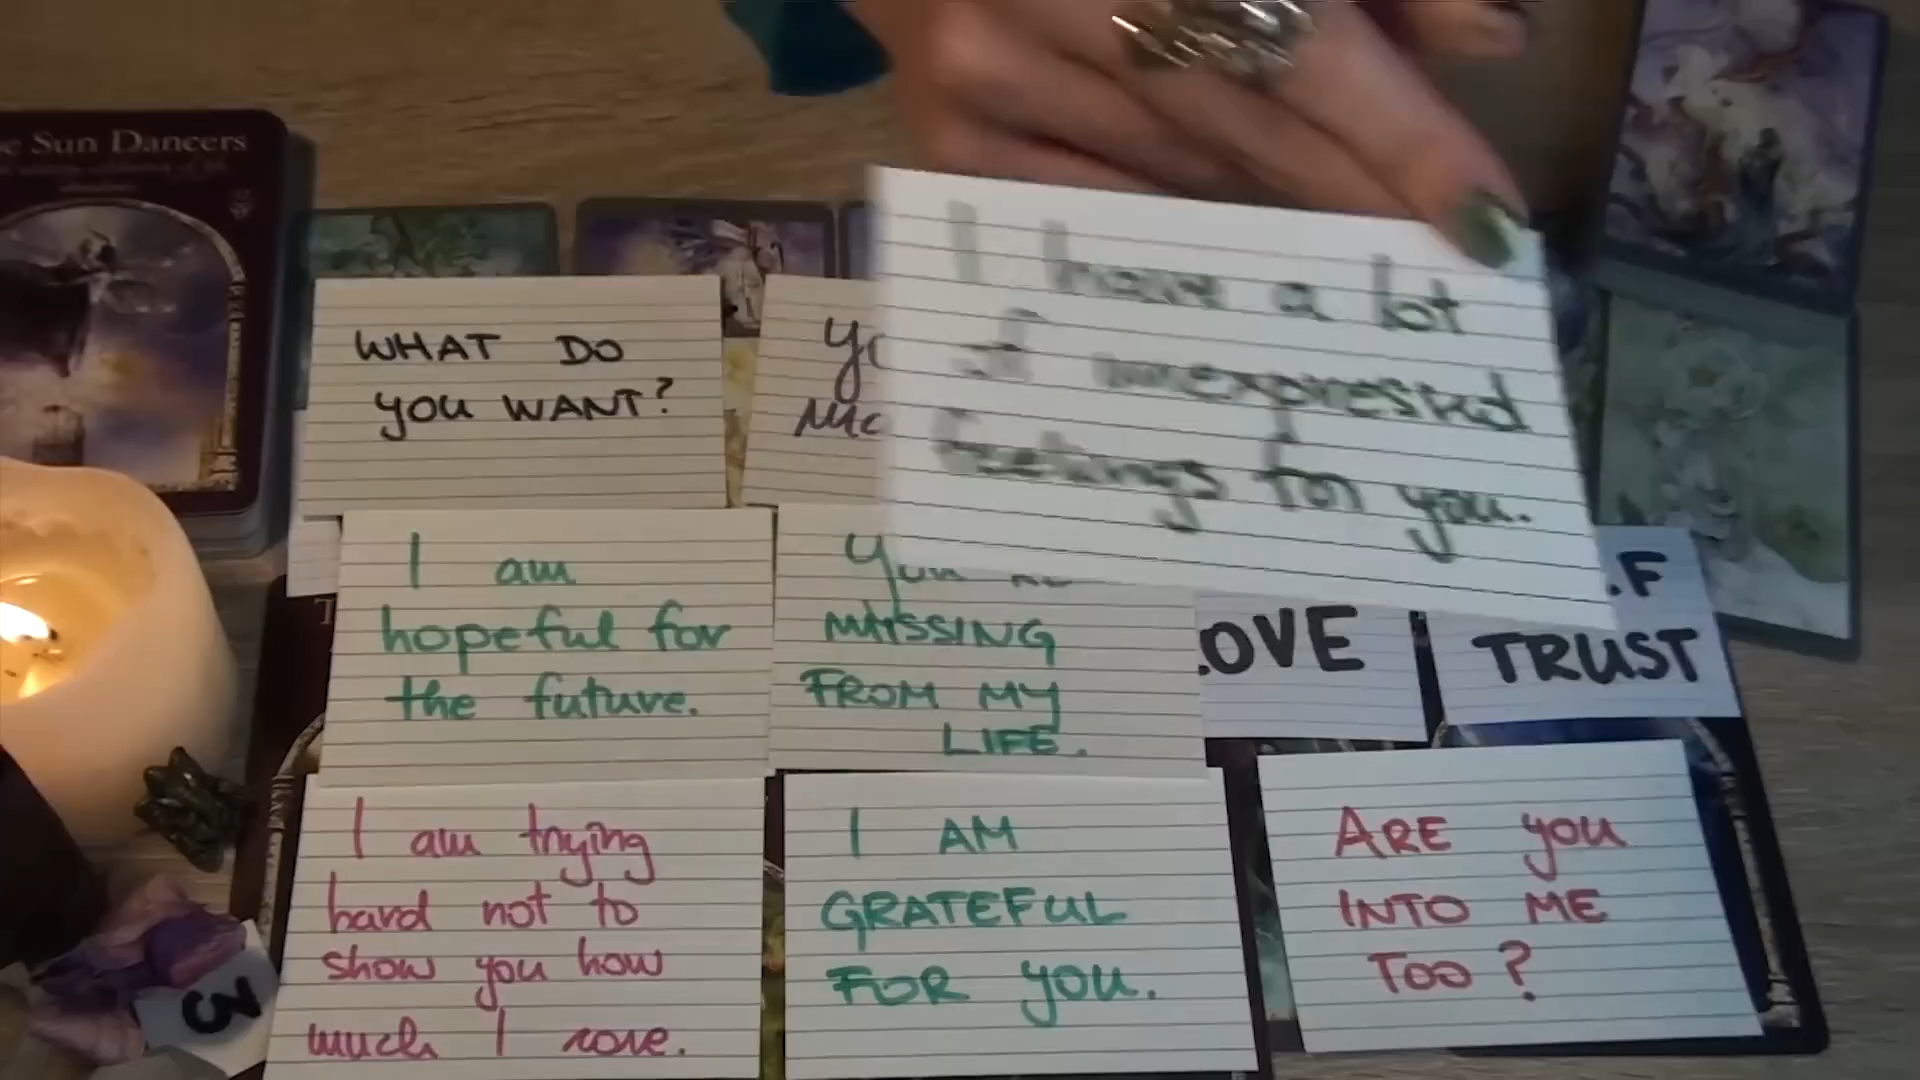 Sun Dancers
WHAT DO
YOU WANT?
I have a lot
of unexpressed
feelings for you.
I am
hopeful for
the future.
MISSING
FROM MY
LIFE.
OVE
.F
TRUST
I am trying
hard not to
show you how
much I care.
I AM
GRATEFUL
FOR YOU.
ARE YOU
INTO ME
TOO?
3